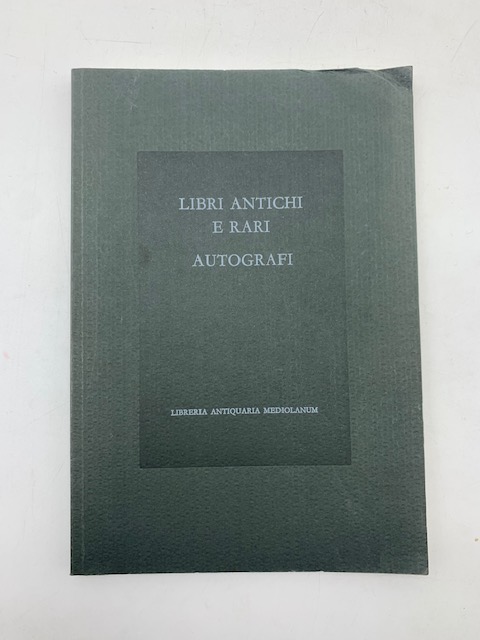 LIBRI ANTICHI
E RARI
AUTOGRAFI
LIBRERIA ANTIQUARIA MEDIOLANUM